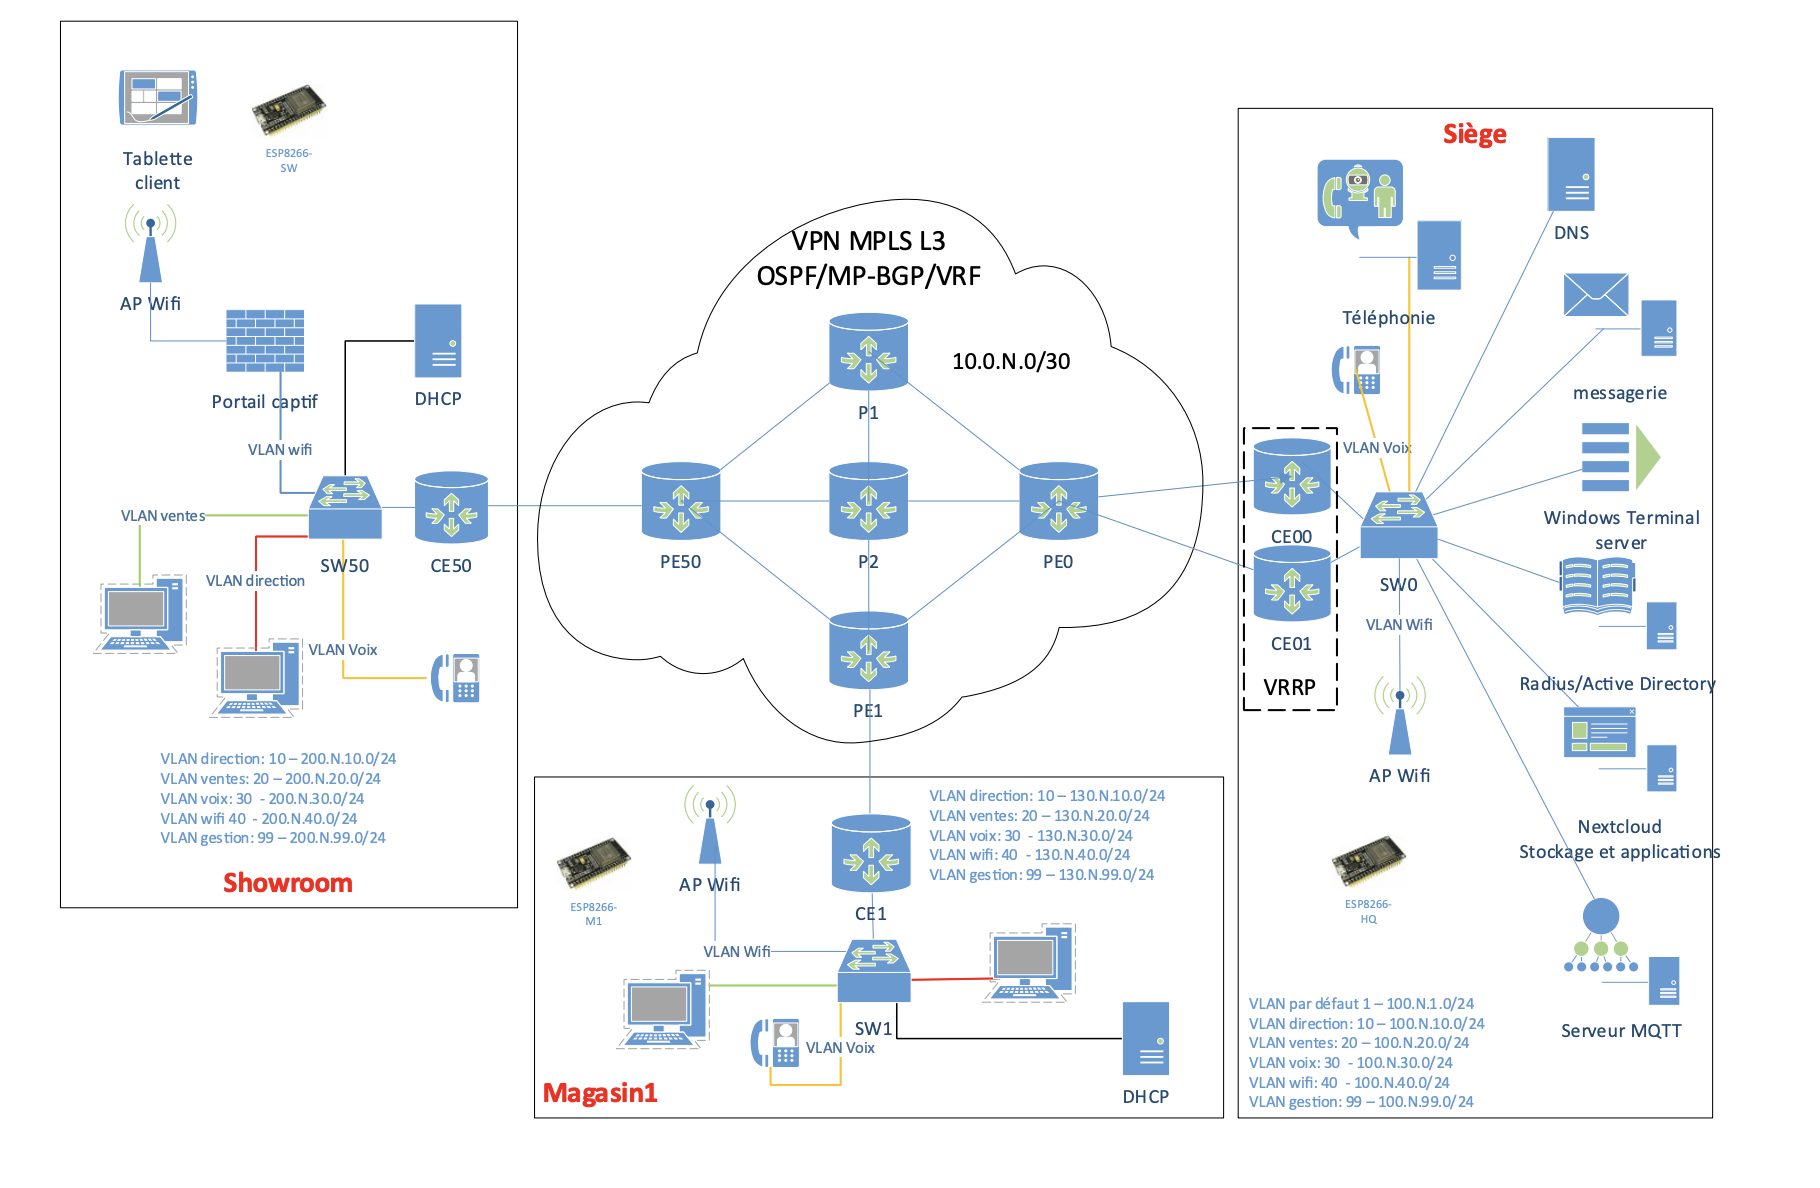 Tablette
client
ESP8266-
SW
AP Wifi
Portail captif
DHCP
VLAN wifi
VLAN ventes
SW50
CE50
VLAN direction
VLAN Voix
VLAN direction: 10 – 200.N.10.0/24
VLAN ventes: 20 – 200.N.20.0/24
VLAN voix: 30  - 200.N.30.0/24
VLAN wifi 40  - 200.N.40.0/24
VLAN gestion: 99 – 200.N.99.0/24
Showroom
VPN MPLS L3
OSPF/MP-BGP/VRF
10.0.N.0/30
P1
PE50
P2
PE0
PE1
AP Wifi
ESP8266-
M1
VLAN direction: 10 – 130.N.10.0/24
VLAN ventes: 20 – 130.N.20.0/24
VLAN voix: 30  - 130.N.30.0/24
VLAN wifi: 40  - 130.N.40.0/24
VLAN gestion: 99 – 130.N.99.0/24
CE1
VLAN Wifi
SW1
VLAN Voix
DHCP
Magasin1
Siège
DNS
Téléphonie
messagerie
VLAN Voix
Windows Terminal
server
CE00
CE01
VRRP
SW0
VLAN Wifi
AP Wifi
Radius/Active Directory
Nextcloud
Stockage et applications
ESP8266-
HQ
Serveur MQTT
VLAN par défaut 1 – 100.N.1.0/24
VLAN direction: 10 – 100.N.10.0/24
VLAN ventes: 20 – 100.N.20.0/24
VLAN voix: 30  - 100.N.30.0/24
VLAN wifi: 40  - 100.N.40.0/24
VLAN gestion: 99 – 100.N.99.0/24